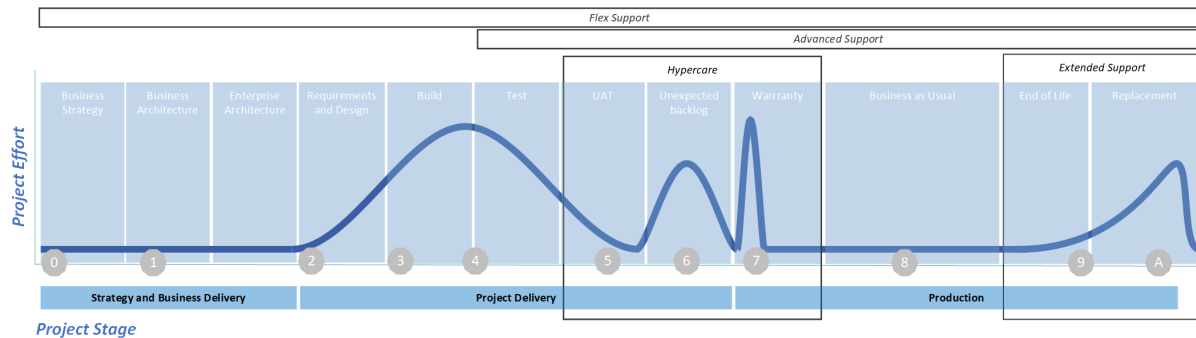 Flex Support
Advanced Support
Hypercare
Extended Support
Business
Strategy
Business
Architecture
Enterprise
Architecture
Requirements
and Design
Build
Test
UAT
Unexpected
backlog
Warrranty
Business as Usual
End of Life
Replacement
Project Effort
0
1
2
3
4
5
6
7
8
9
A
Strategy and Business Delivery
Project Delivery
Production
Project Stage